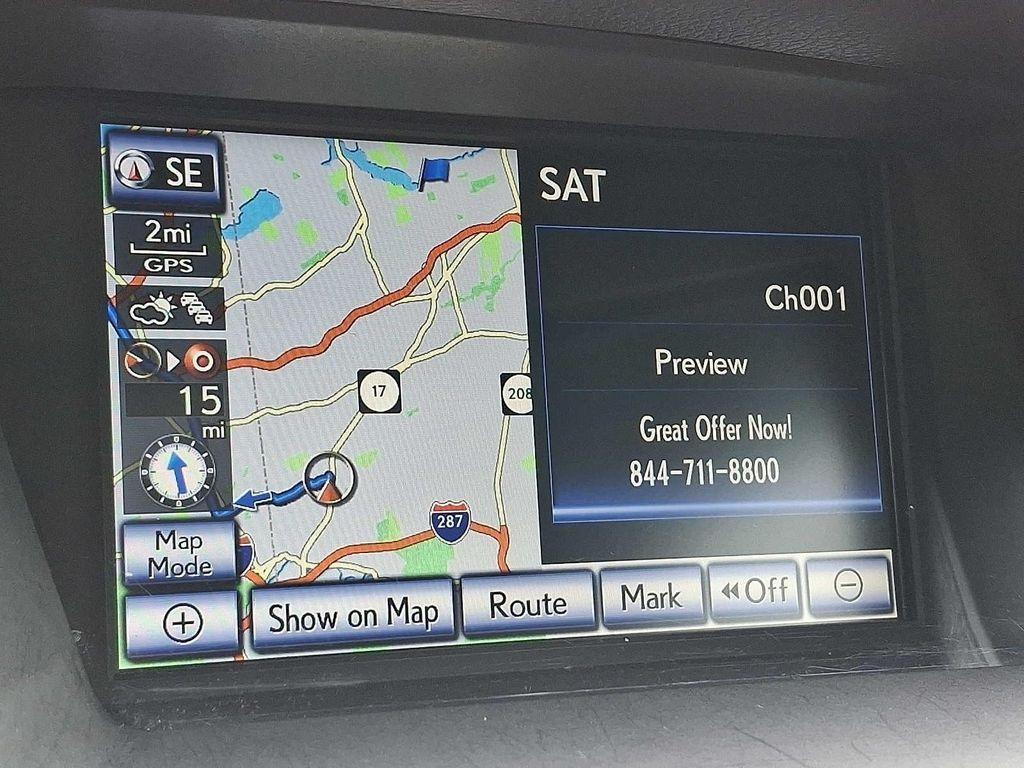 SE
2mi
GPS
15
mi
Map
Mode
17
208
287
SAT
Ch001
Preview
Great Offer Now!
844-711-8800
Show on Map
Route
Mark
Off